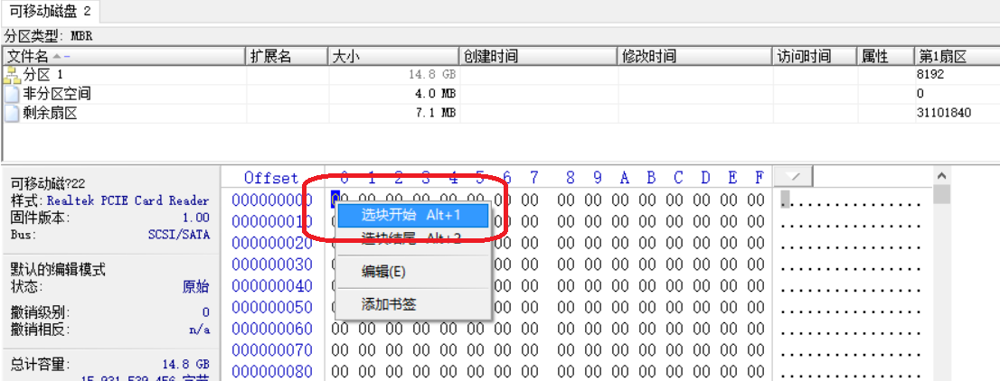 可移动磁盘 2
分区类型: MBR
文件名 扩展名 大小 创建时间 修改时间 访问时间 属性 第1扇区
分区 1 14.8 GB 8192
非分区空间 4.0 MB 0
剩余扇区 7.1 MB 31101840
可移动磁?22
样式: Realtek PCIE Card Reader
固件版本: 1.00
Bus: SCSI/SATA
默认的编辑模式
状态: 原始
撤销级别: 0
撤销相反: n/a
总计容量: 14.8 GB
15,931,539,456 字节
Offset 0 1 2 3 4 5 6 7 8 9 A B C D E F
000000000 00 00 00 00 00 00 00 00 00 00 00 00 00 00 00 00 ................
000000010 00 00 00 00 00 00 00 00 00 ................
000000020 00 00 00 00 00 00 00 00 00 00 ................
000000030 00 00 00 00 00 00 00 00 00 00 ................
000000040 00 00 00 00 00 00 00 00 00 00 ................
000000050 00 00 00 00 00 00 00 00 00 00 ................
000000060 00 00 00 00 00 00 00 00 00 00 00 00 00 00 00 00 ................
000000070 00 00 00 00 00 00 00 00 00 00 00 00 00 00 00 00 ................
000000080 00 00 00 00 00 00 00 00 00 00 00 00 00 00 00 00 ................
选块开始 Alt+1
选块结尾 Alt+2
编辑(E)
添加书签